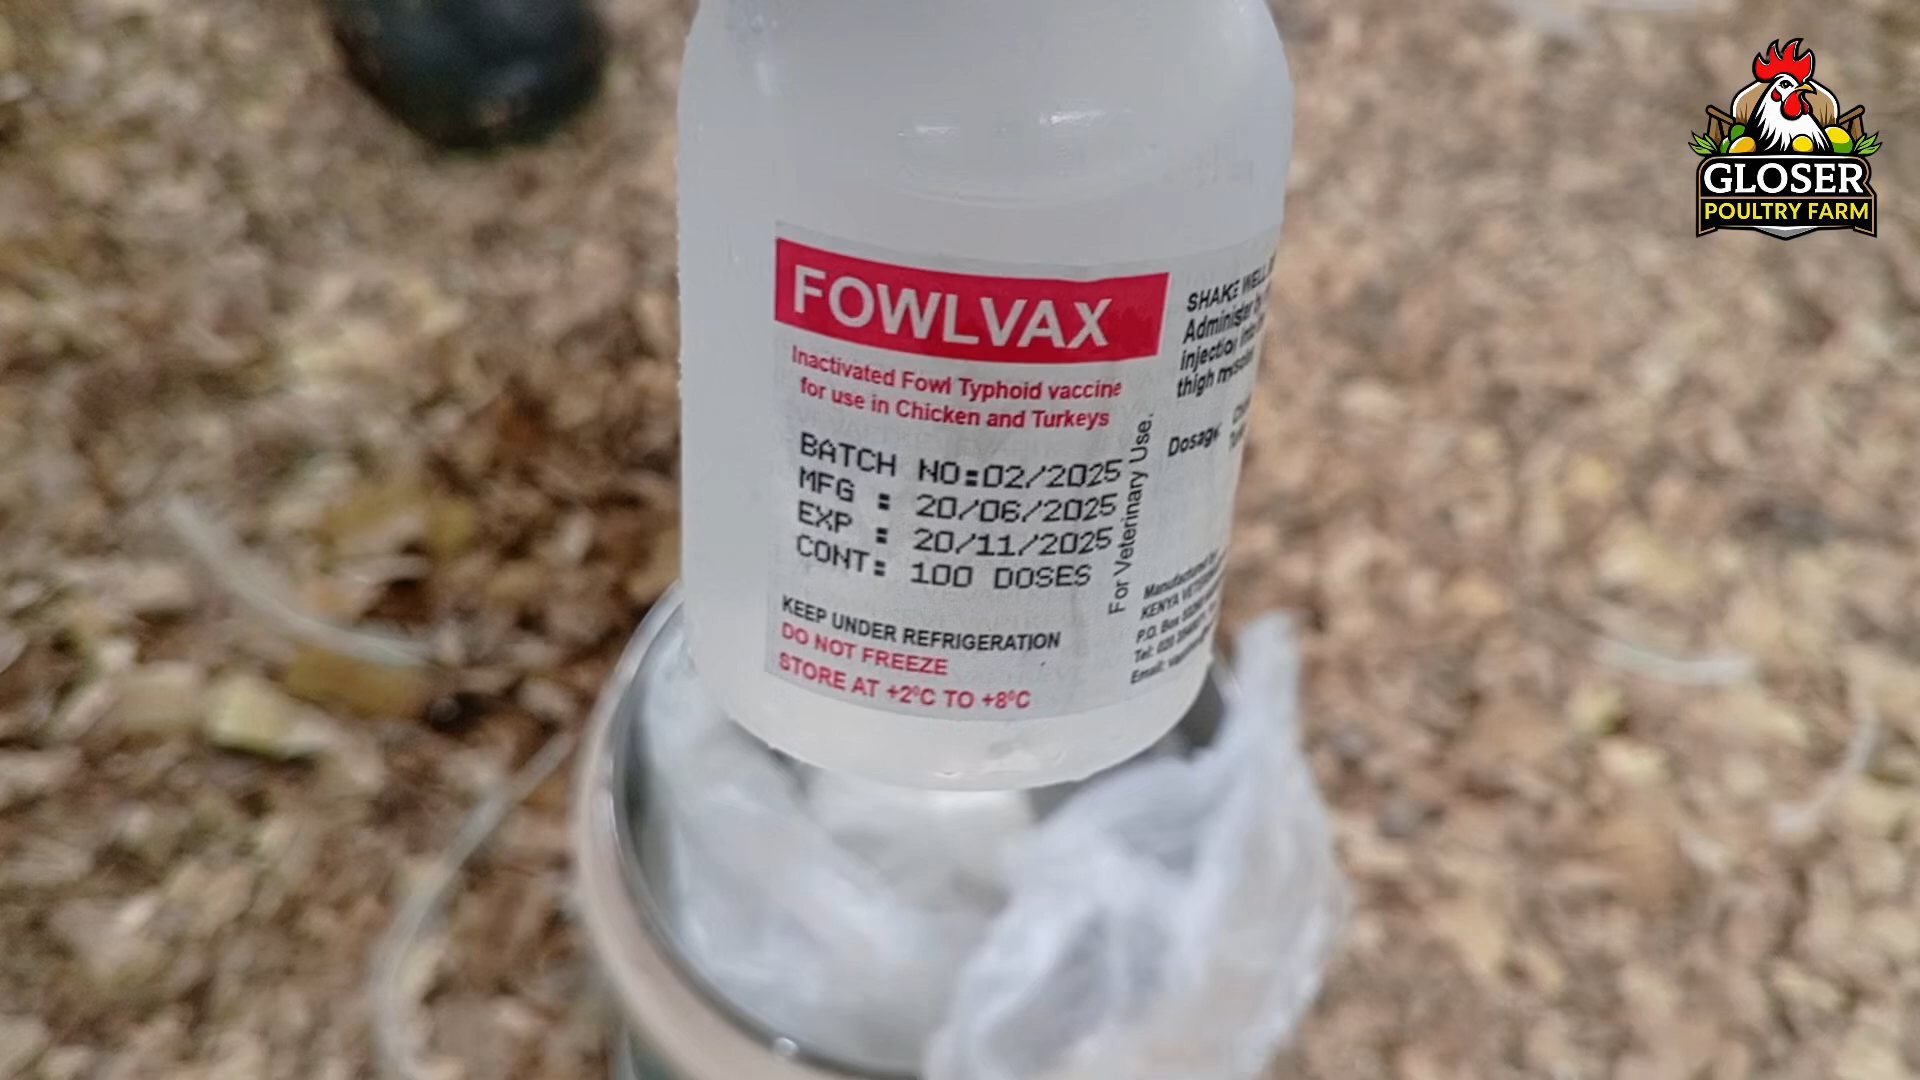 FOWLVAX
Inactivated Fowl Typhoid vaccine
for use in Chicken and Turkeys
BATCH NO:02/2025
MFG : 20/06/2025
EXP : 20/11/2025
CONT: 100 DOSES
For Veterinary Use.
KEEP UNDER REFRIGERATION
DO NOT FREEZE
STORE AT +2°C TO +8°C
SHAKE WELL
Administer
injection
thigh
Dosage
Manufactured by
KENYA
P.O. Box
Tel: 020
Email:
GLOSER
POULTRY FARM